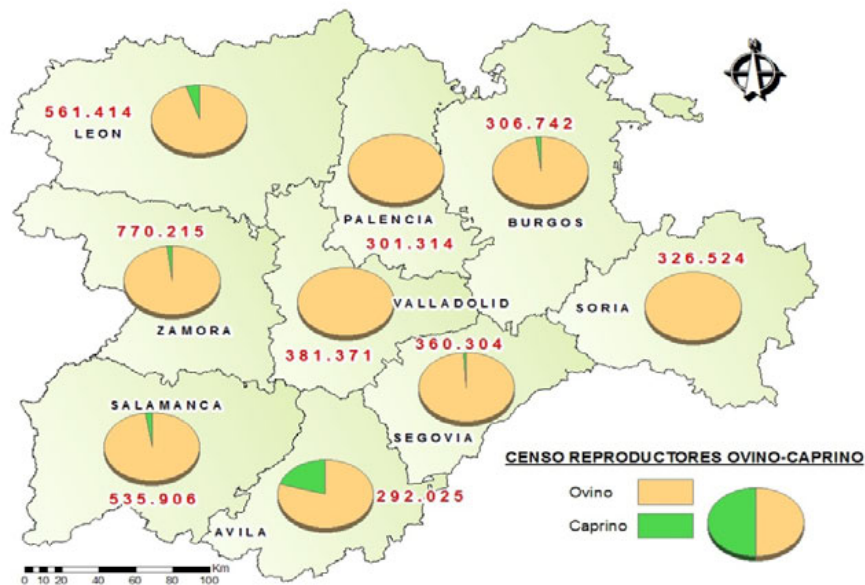 561.414
LEON
PALENCIA
301.314
306.742
BURGOS
770.215
ZAMORA
VALLADOLID
381.371
326.524
SORIA
360.304
SEGOVIA
SALAMANCA
535.906
292.025
AVILA
CENSO REPRODUCTORES OVINO-CAPRINO
Ovino
Caprino
Km
0 10 20 40 60 80 100